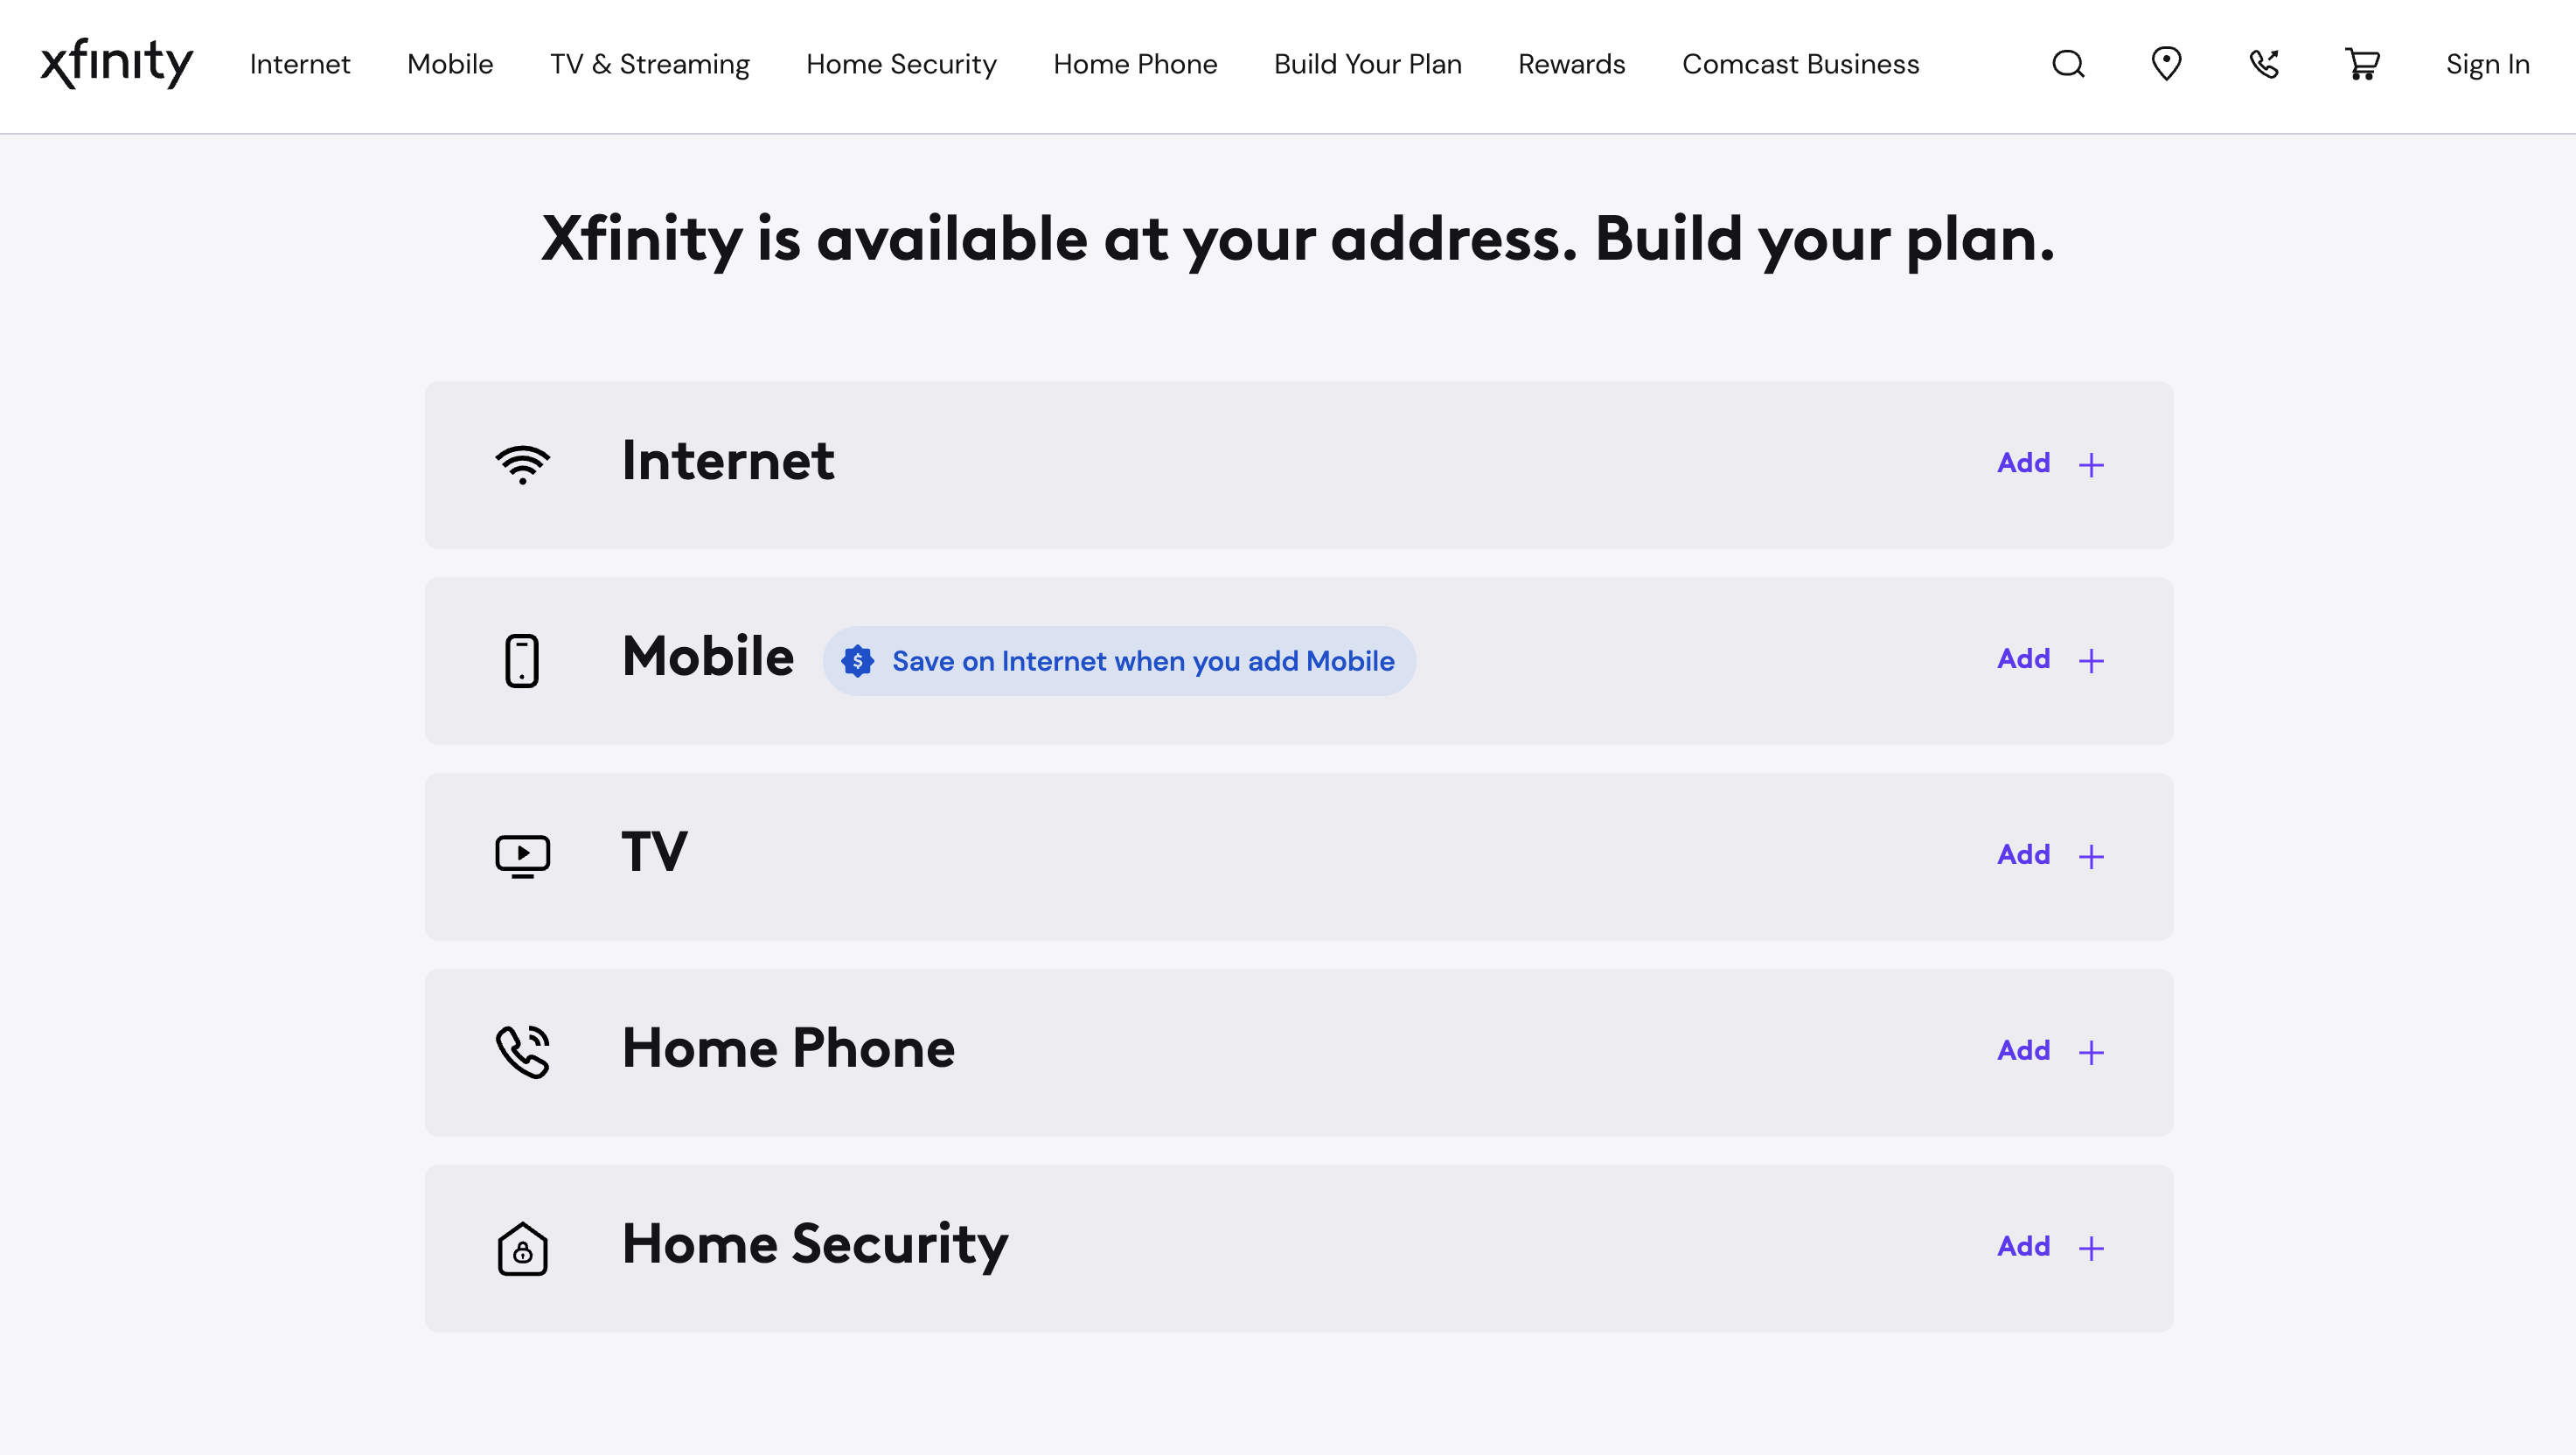 xfinity Internet Mobile TV & Streaming Home Security Home Phone Build Your Plan Rewards Comcast Business Sign In
Xfinity is available at your address. Build your plan.
Internet Add
Mobile Save on Internet when you add Mobile Add
TV Add
Home Phone Add
Home Security Add